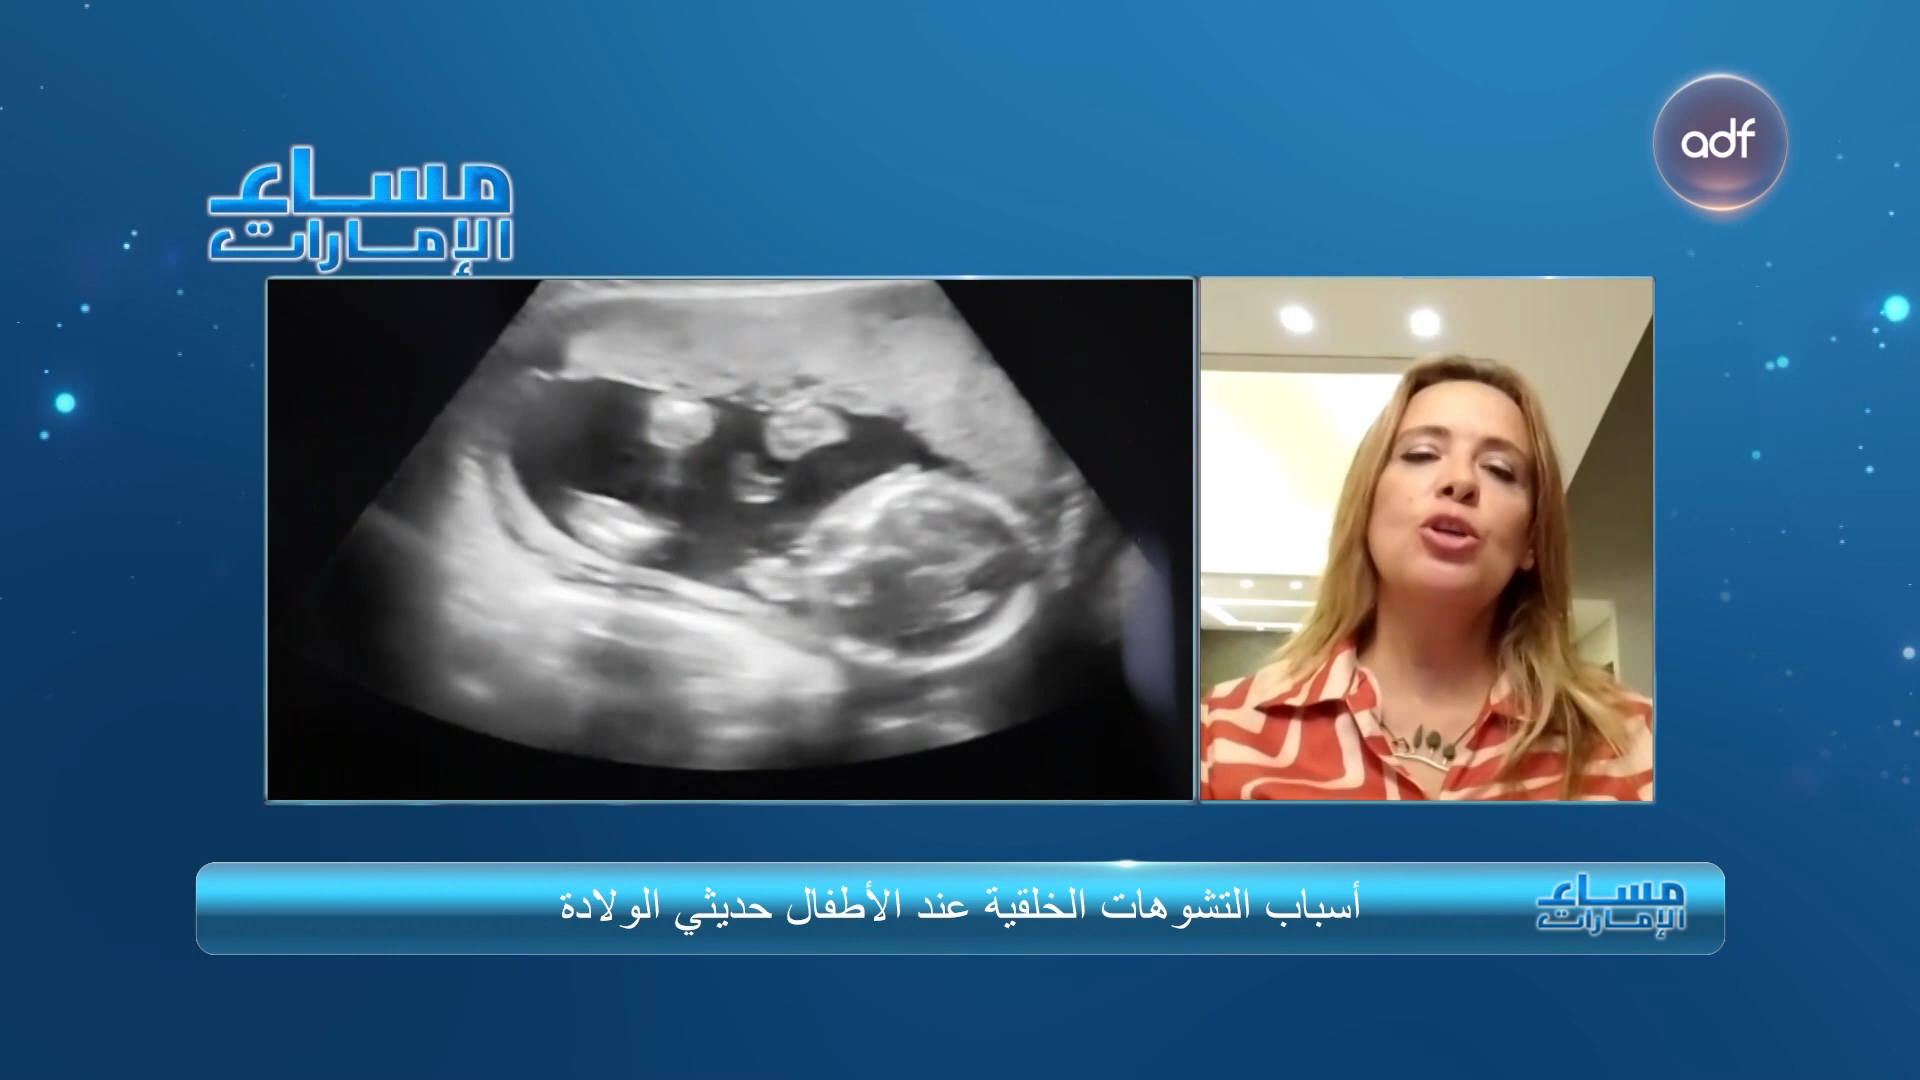 adf
مساء
الإمارات
أسباب التشوهات الخلقية عند الأطفال حديثي الولادة
مساء
الإمارات